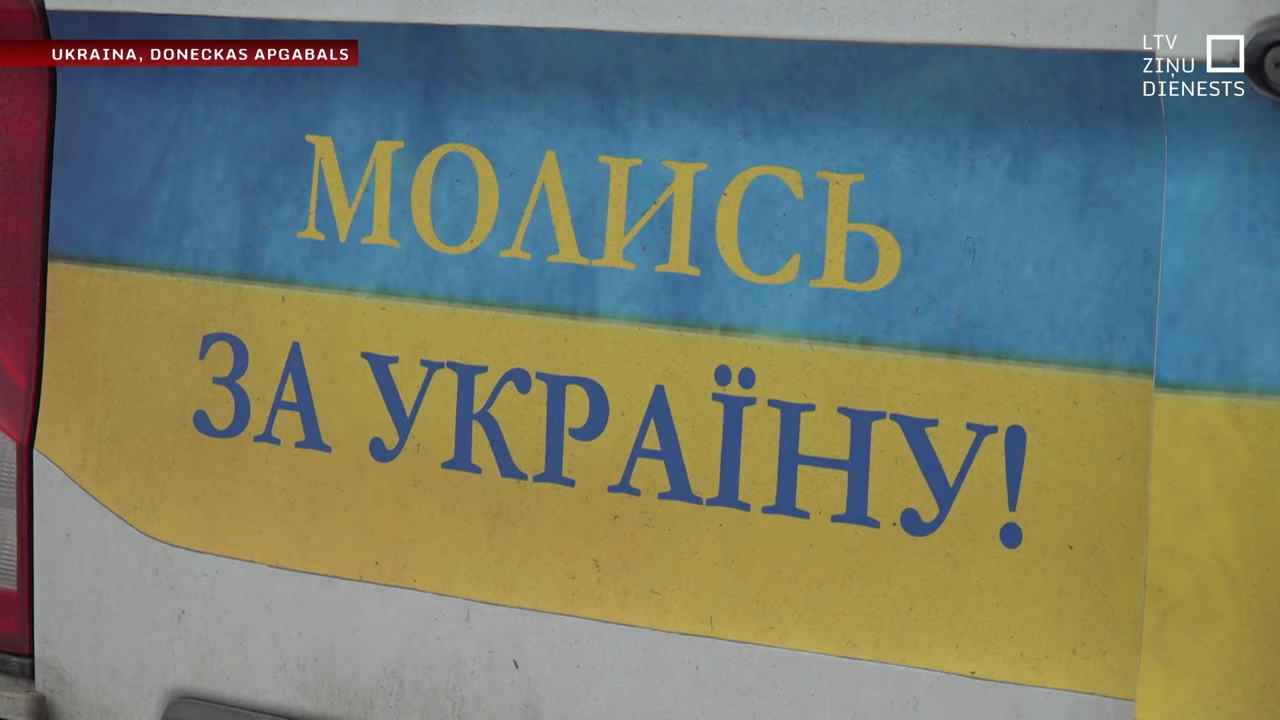 UKRAINA, DONECKAS APGABALS
LTV
ZIŅU
DIENESTS
МОЛИСЬ
ЗА УКРАЇНУ!